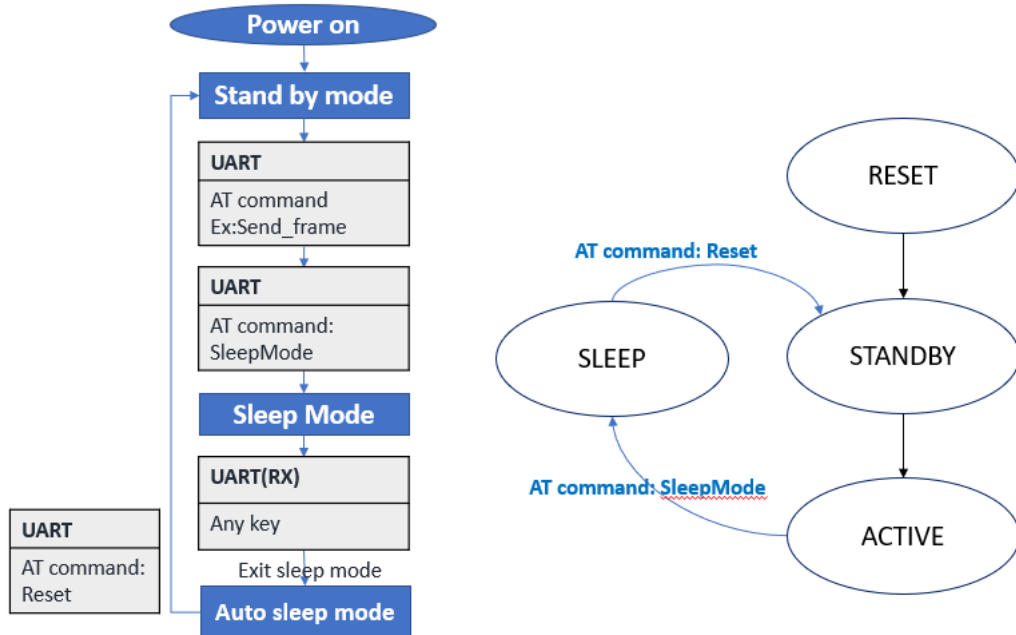 Power on
Stand by mode
UART
AT command
Ex:Send_frame
UART
AT command:
SleepMode
Sleep Mode
UART(RX)
Any key
Exit sleep mode
Auto sleep mode
UART
AT command:
Reset
RESET
AT command: Reset
SLEEP
STANDBY
AT command: SleepMode
ACTIVE